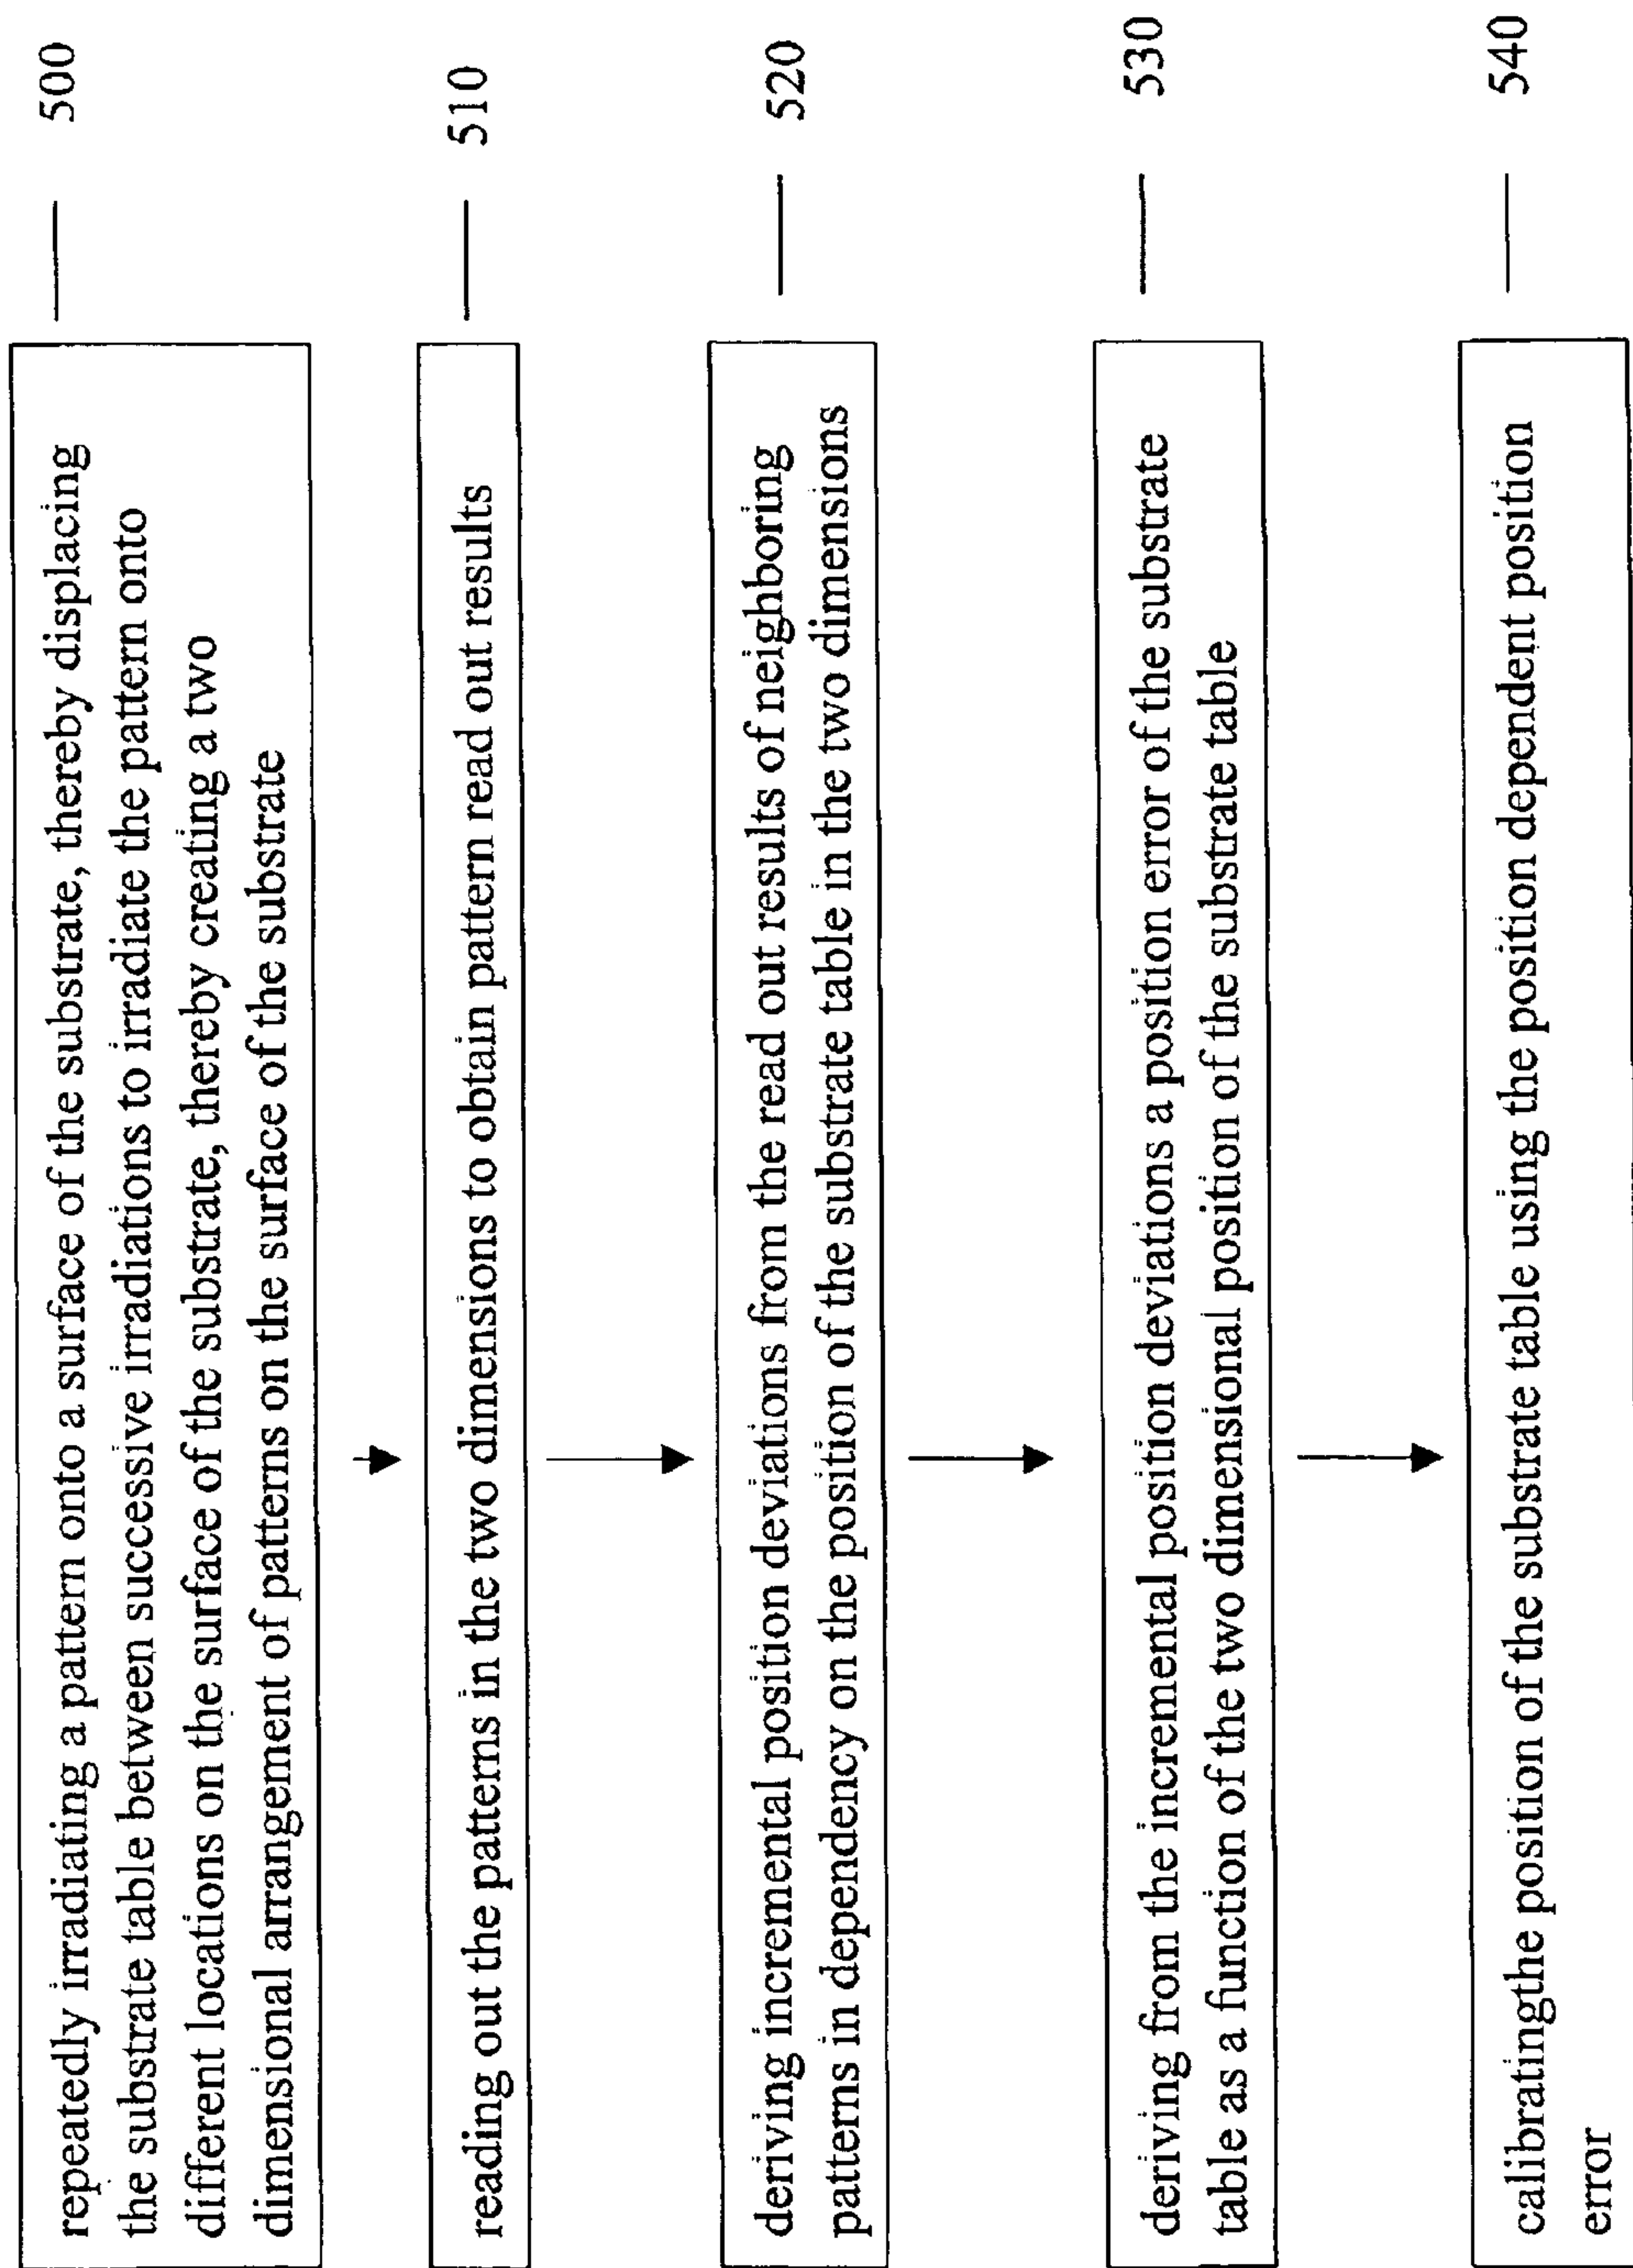 repeatedly irradiating a pattern onto a surface of the substrate, thereby displacing
the substrate table between successive irradiations to irradiate the pattern onto
different locations on the surface of the substrate, thereby creating a two
dimensional arrangement of patterns on the surface of the substrate
500
reading out the patterns in the two dimensions to obtain pattern read out results
510
deriving incremental position deviations from the read out results of neighboring
patterns in dependency on the position of the substrate table in the two dimensions
520
deriving from the incremental position deviations a position error of the substrate
table as a function of the two dimensional position of the substrate table
530
calibratingthe position of the substrate table using the position dependent position
error
540